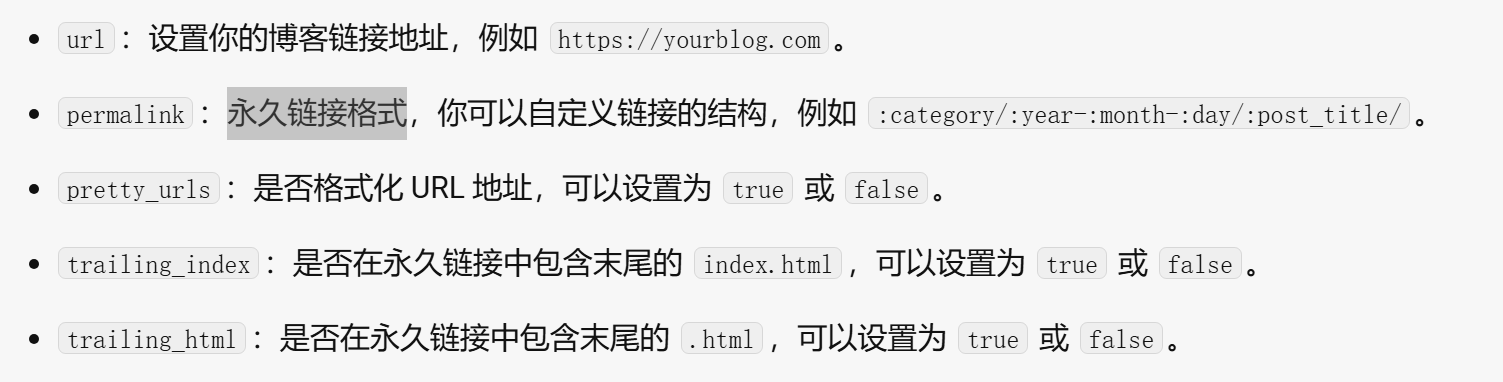 • url：设置你的博客链接地址，例如 https://yourblog.com。
• permalink：永久链接格式，你可以自定义链接的结构，例如 :category/:year-:month-:day/:post_title/。
• pretty_urls：是否格式化 URL 地址，可以设置为 true 或 false。
• trailing_index：是否在永久链接中包含末尾的 index.html，可以设置为 true 或 false。
• trailing_html：是否在永久链接中包含末尾的 .html，可以设置为 true 或 false。